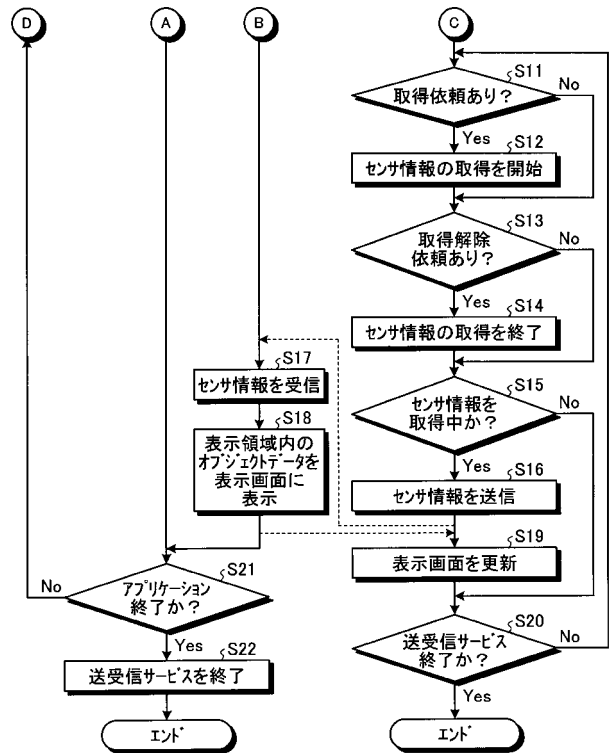 D
A
B
C
S11
取得依頼あり?
No
Yes
S12
センサ情報の取得を開始
S13
取得解除
依頼あり?
No
Yes
S14
センサ情報の取得を終了
S17
センサ情報を受信
S15
センサ情報を
取得中か?
No
S18
表示領域内の
オブジェクトデータを
表示画面に
表示
Yes
S16
センサ情報を送信
S19
表示画面を更新
S21
アプリケーション
終了か?
No
Yes
S20
送受信サービス
終了か?
No
Yes
S22
送受信サービスを終了
エンド
エンド